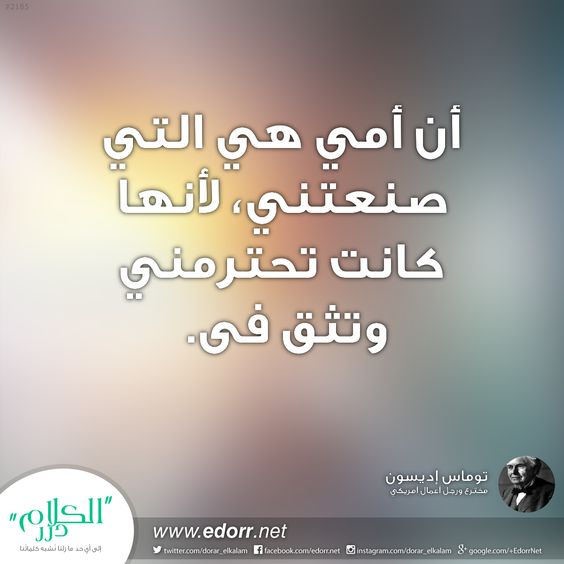 #2185
أن أمي هي التي
صنعتني، لأنها
كانت تحترمني
وتثق فى.
توماس إديسون
مخترع ورجل أعمال أمريكي
"الكلام درر"
إلى أي حد ما زلنا نشبه كلماتنا
www.edorr.net
twitter.com/dorar_elkalam facebook.com/edorr.net instagram.com/dorar_elkalam google.com/+EdorrNet